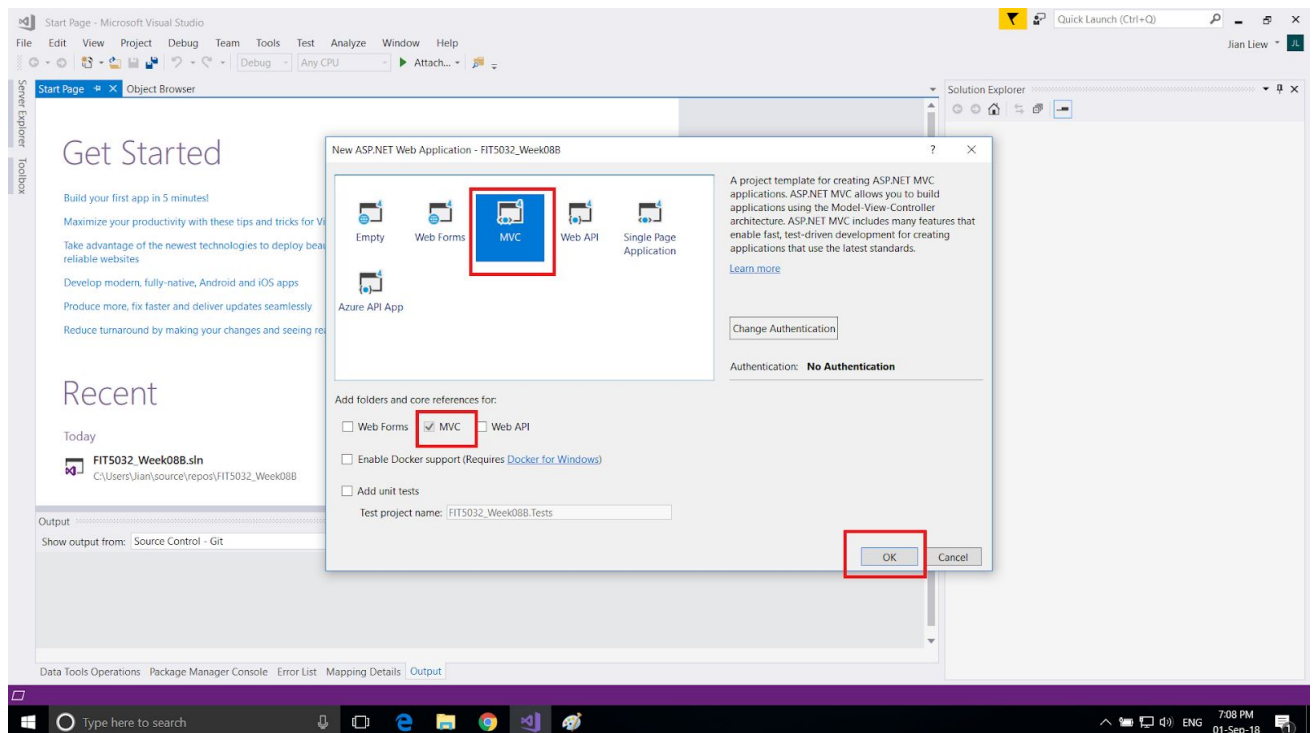 Start Page - Microsoft Visual Studio
Quick Launch (Ctrl+Q)
File Edit View Project Debug Team Tools Test Analyze Window Help
Jian Liew
JL
Debug
Any CPU
Attach...
Server Explorer
Toolbox
Start Page
Object Browser
Solution Explorer
Get Started
Build your first app in 5 minutes!
Maximize your productivity with these tips and tricks for Vi
Take advantage of the newest technologies to deploy beau
reliable websites
Develop modern, fully-native, Android and iOS apps
Produce more, fix faster and deliver updates seamlessly
Reduce turnaround by making your changes and seeing rea
Recent
Today
FIT5032_Week08B.sln
C:\Users\Jian\source\repos\FIT5032_Week08B
New ASP.NET Web Application - FIT5032_Week08B
?
Empty
Web Forms
MVC
Web API
Single Page
Application
Azure API App
A project template for creating ASP.NET MVC
applications. ASP.NET MVC allows you to build
applications using the Model-View-Controller
architecture. ASP.NET MVC includes many features that
enable fast, test-driven development for creating
applications that use the latest standards.
Learn more
Change Authentication
Authentication: No Authentication
Add folders and core references for:
Web Forms MVC Web API
Enable Docker support (Requires Docker for Windows)
Add unit tests
Test project name: FIT5032_Week08B.Tests
OK
Cancel
Output
Show output from: Source Control - Git
Data Tools Operations Package Manager Console Error List Mapping Details Output
Type here to search
ENG
7:08 PM
01-Sep-18